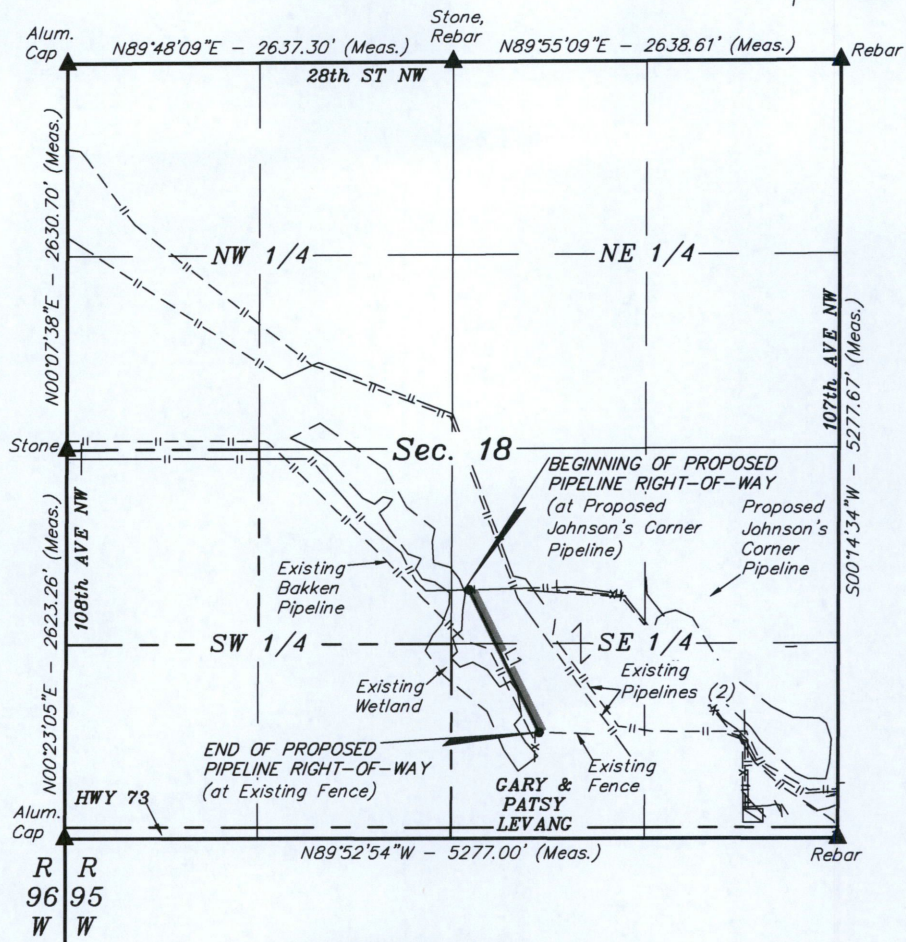 Alum.
Cap
N89°48'09"E - 2637.30' (Meas.)
Stone,
Rebar
N89°55'09"E - 2638.61' (Meas.)
Rebar
28th ST NW
N00°07'38"E - 2630.70' (Meas.)
NW 1/4
NE 1/4
107th AVE NW
S00°14'34"W - 5277.67' (Meas.)
Stone
Sec. 18
BEGINNING OF PROPOSED
PIPELINE RIGHT-OF-WAY
(at Proposed
Johnson's Corner
Pipeline)
Proposed
Johnson's
Corner
Pipeline
N00°23'05"E - 2623.26' (Meas.)
108th AVE NW
Existing
Bakken
Pipeline
SW 1/4
SE 1/4
Existing
Wetland
Existing
Pipelines (2)
END OF PROPOSED
PIPELINE RIGHT-OF-WAY
(at Existing Fence)
Existing
Fence
GARY &
PATSY
LEVANG
HWY 73
Alum.
Cap
N89°52'54"W - 5277.00' (Meas.)
Rebar
R R
96 95
W W